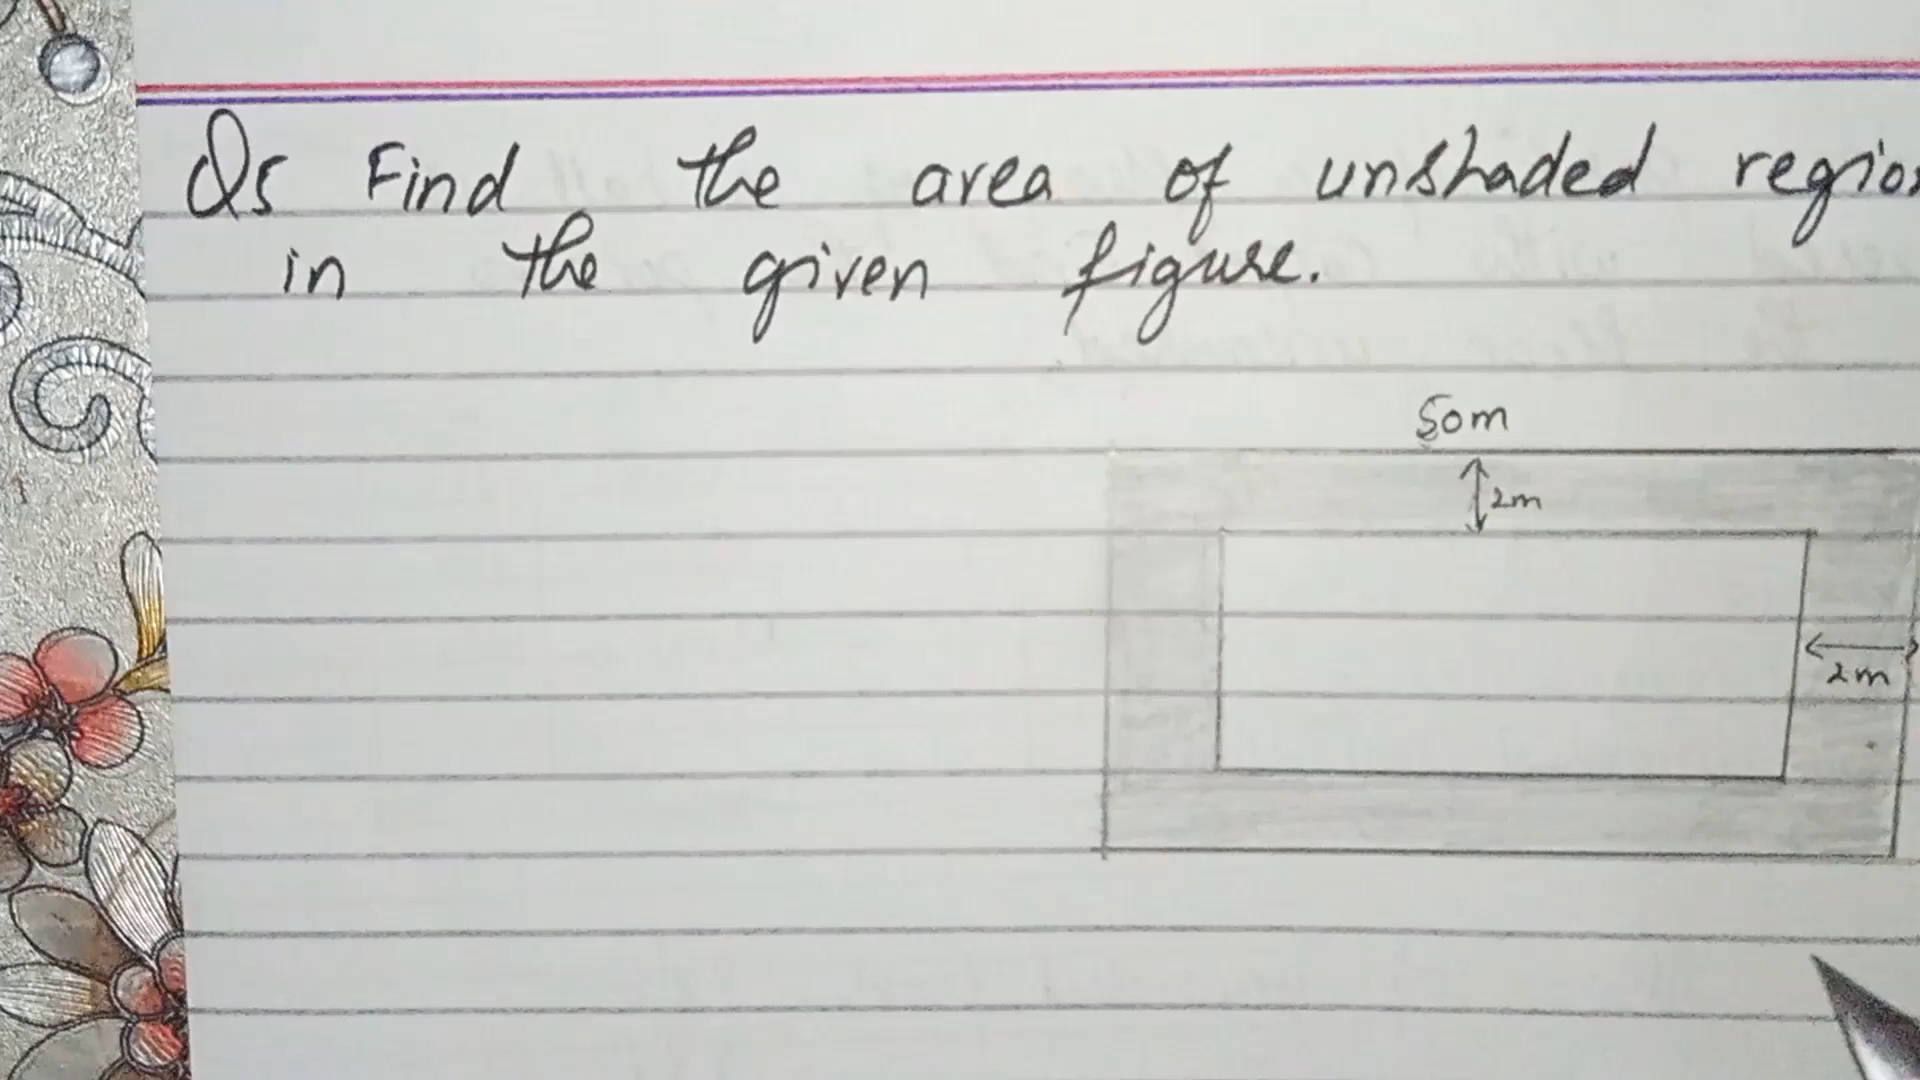 Q5 Find the area of unshaded region
in the given figure.
50m
2m
2m